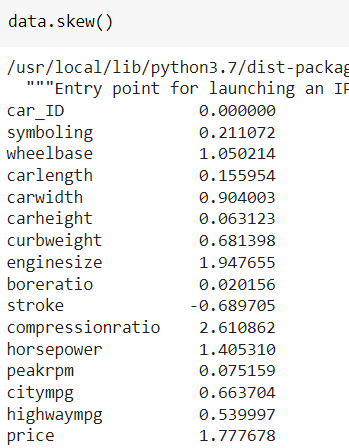 data.skew()
/usr/local/lib/python3.7/dist-packag
"""Entry point for launching an IP
car_ID 0.000000
symboling 0.211072
wheelbase 1.050214
carlength 0.155954
carwidth 0.904003
carheight 0.063123
curbweight 0.681398
enginesize 1.947655
boreratio 0.020156
stroke -0.689705
compressionratio 2.610862
horsepower 1.405310
peakrpm 0.075159
citympg 0.663704
highwaympg 0.539997
price 1.777678